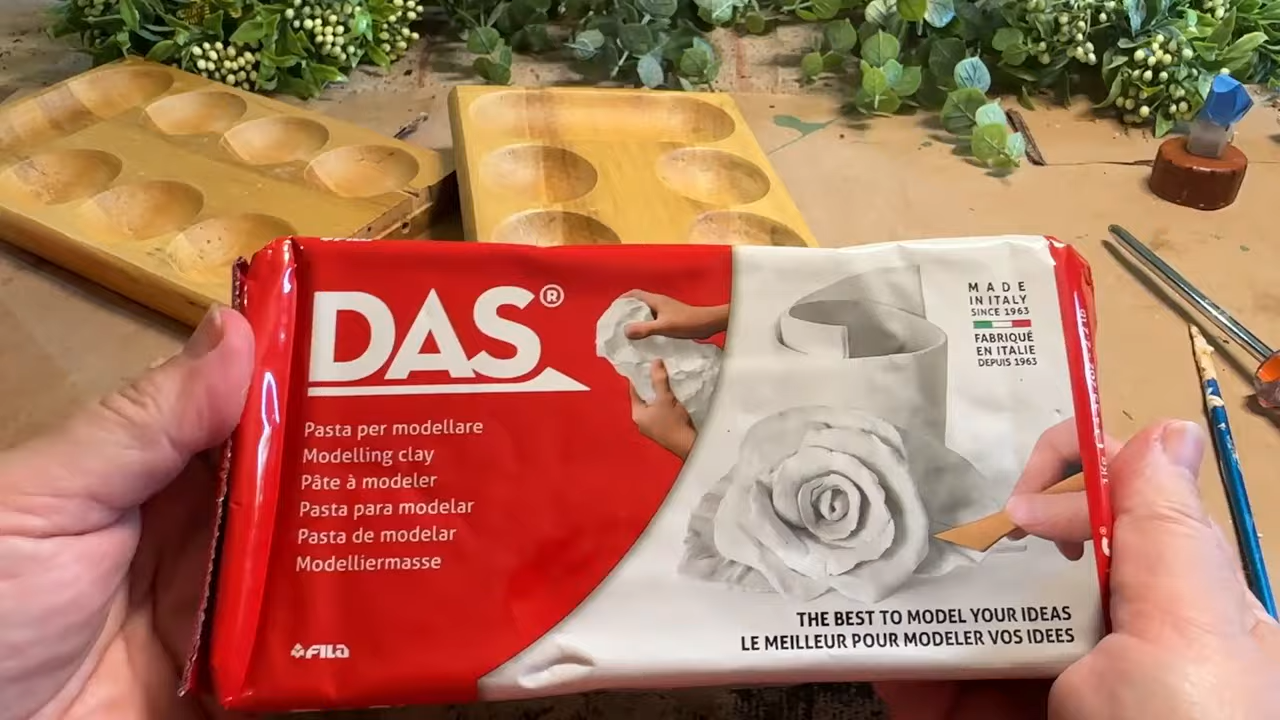 DAS®
Pasta per modellare
Modelling clay
Pâte à modeler
Pasta para modelar
Pasta de modelar
Modelliermasse
FILA
MADE
IN ITALY
SINCE 1963
FABRIQUÉ
EN ITALIE
DEPUIS 1963
THE BEST TO MODEL YOUR IDEAS
LE MEILLEUR POUR MODELER VOS IDEES